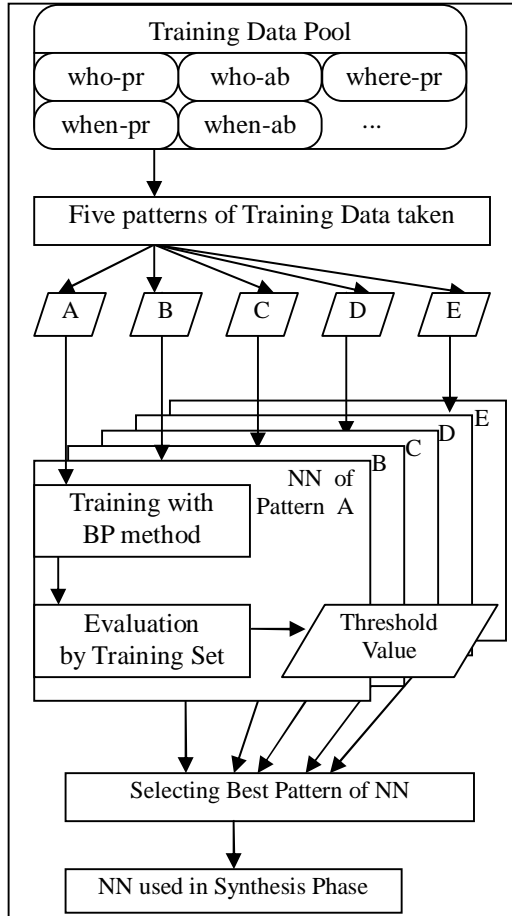 Training Data Pool
who-pr who-ab where-pr
when-pr when-ab ...
Five patterns of Training Data taken
A B C D E
E
D
C
B
NN of
Pattern A
Training with
BP method
Evaluation
by Training Set
Threshold
Value
Selecting Best Pattern of NN
NN used in Synthesis Phase